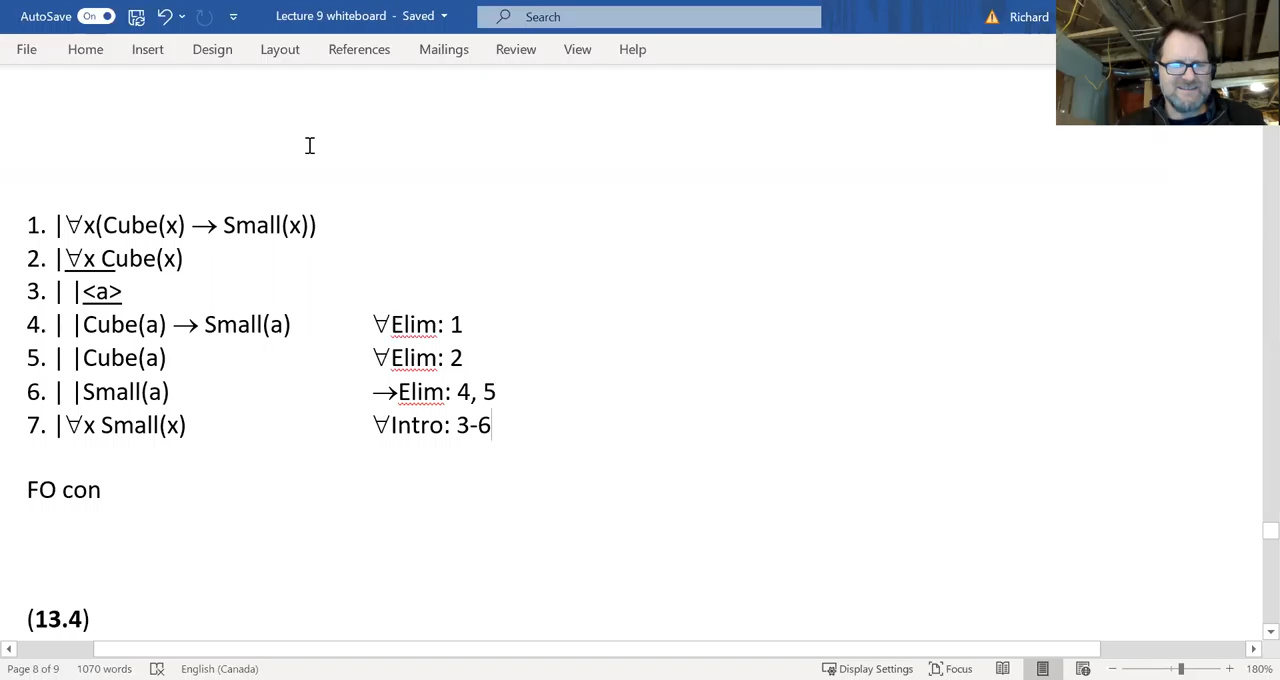 AutoSave On Lecture 9 whiteboard - Saved Search Richard
File Home Insert Design Layout References Mailings Review View Help
1. |∀x(Cube(x) → Small(x))
2. |∀x Cube(x)
3. | |<a>
4. | |Cube(a) → Small(a) ∀Elim: 1
5. | |Cube(a) ∀Elim: 2
6. | |Small(a) →Elim: 4, 5
7. |∀x Small(x) ∀Intro: 3-6
FO con
(13.4)
Page 8 of 9 1070 words English (Canada) Display Settings Focus 180%